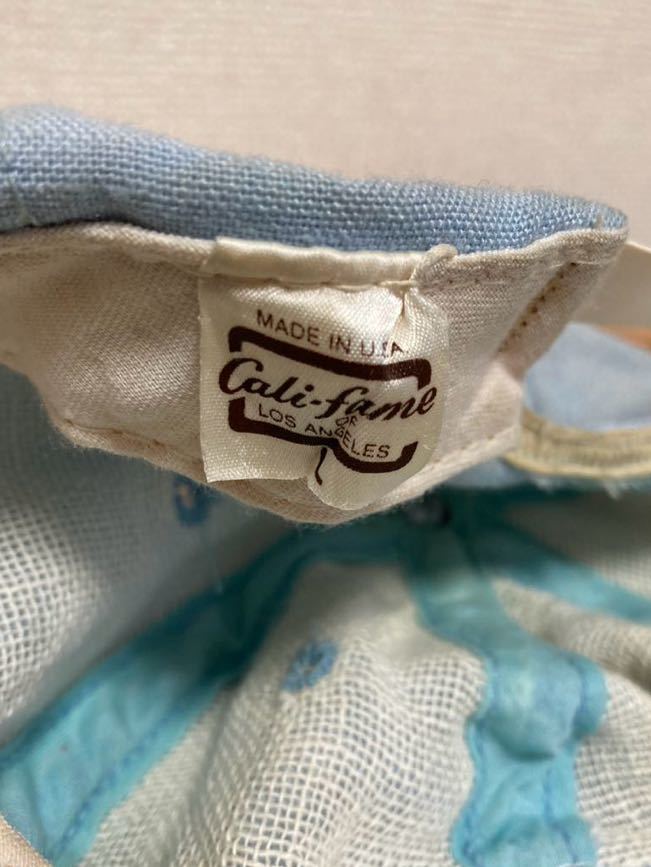 MADE IN U.S.A.
Cali-fame
OF
LOS ANGELES